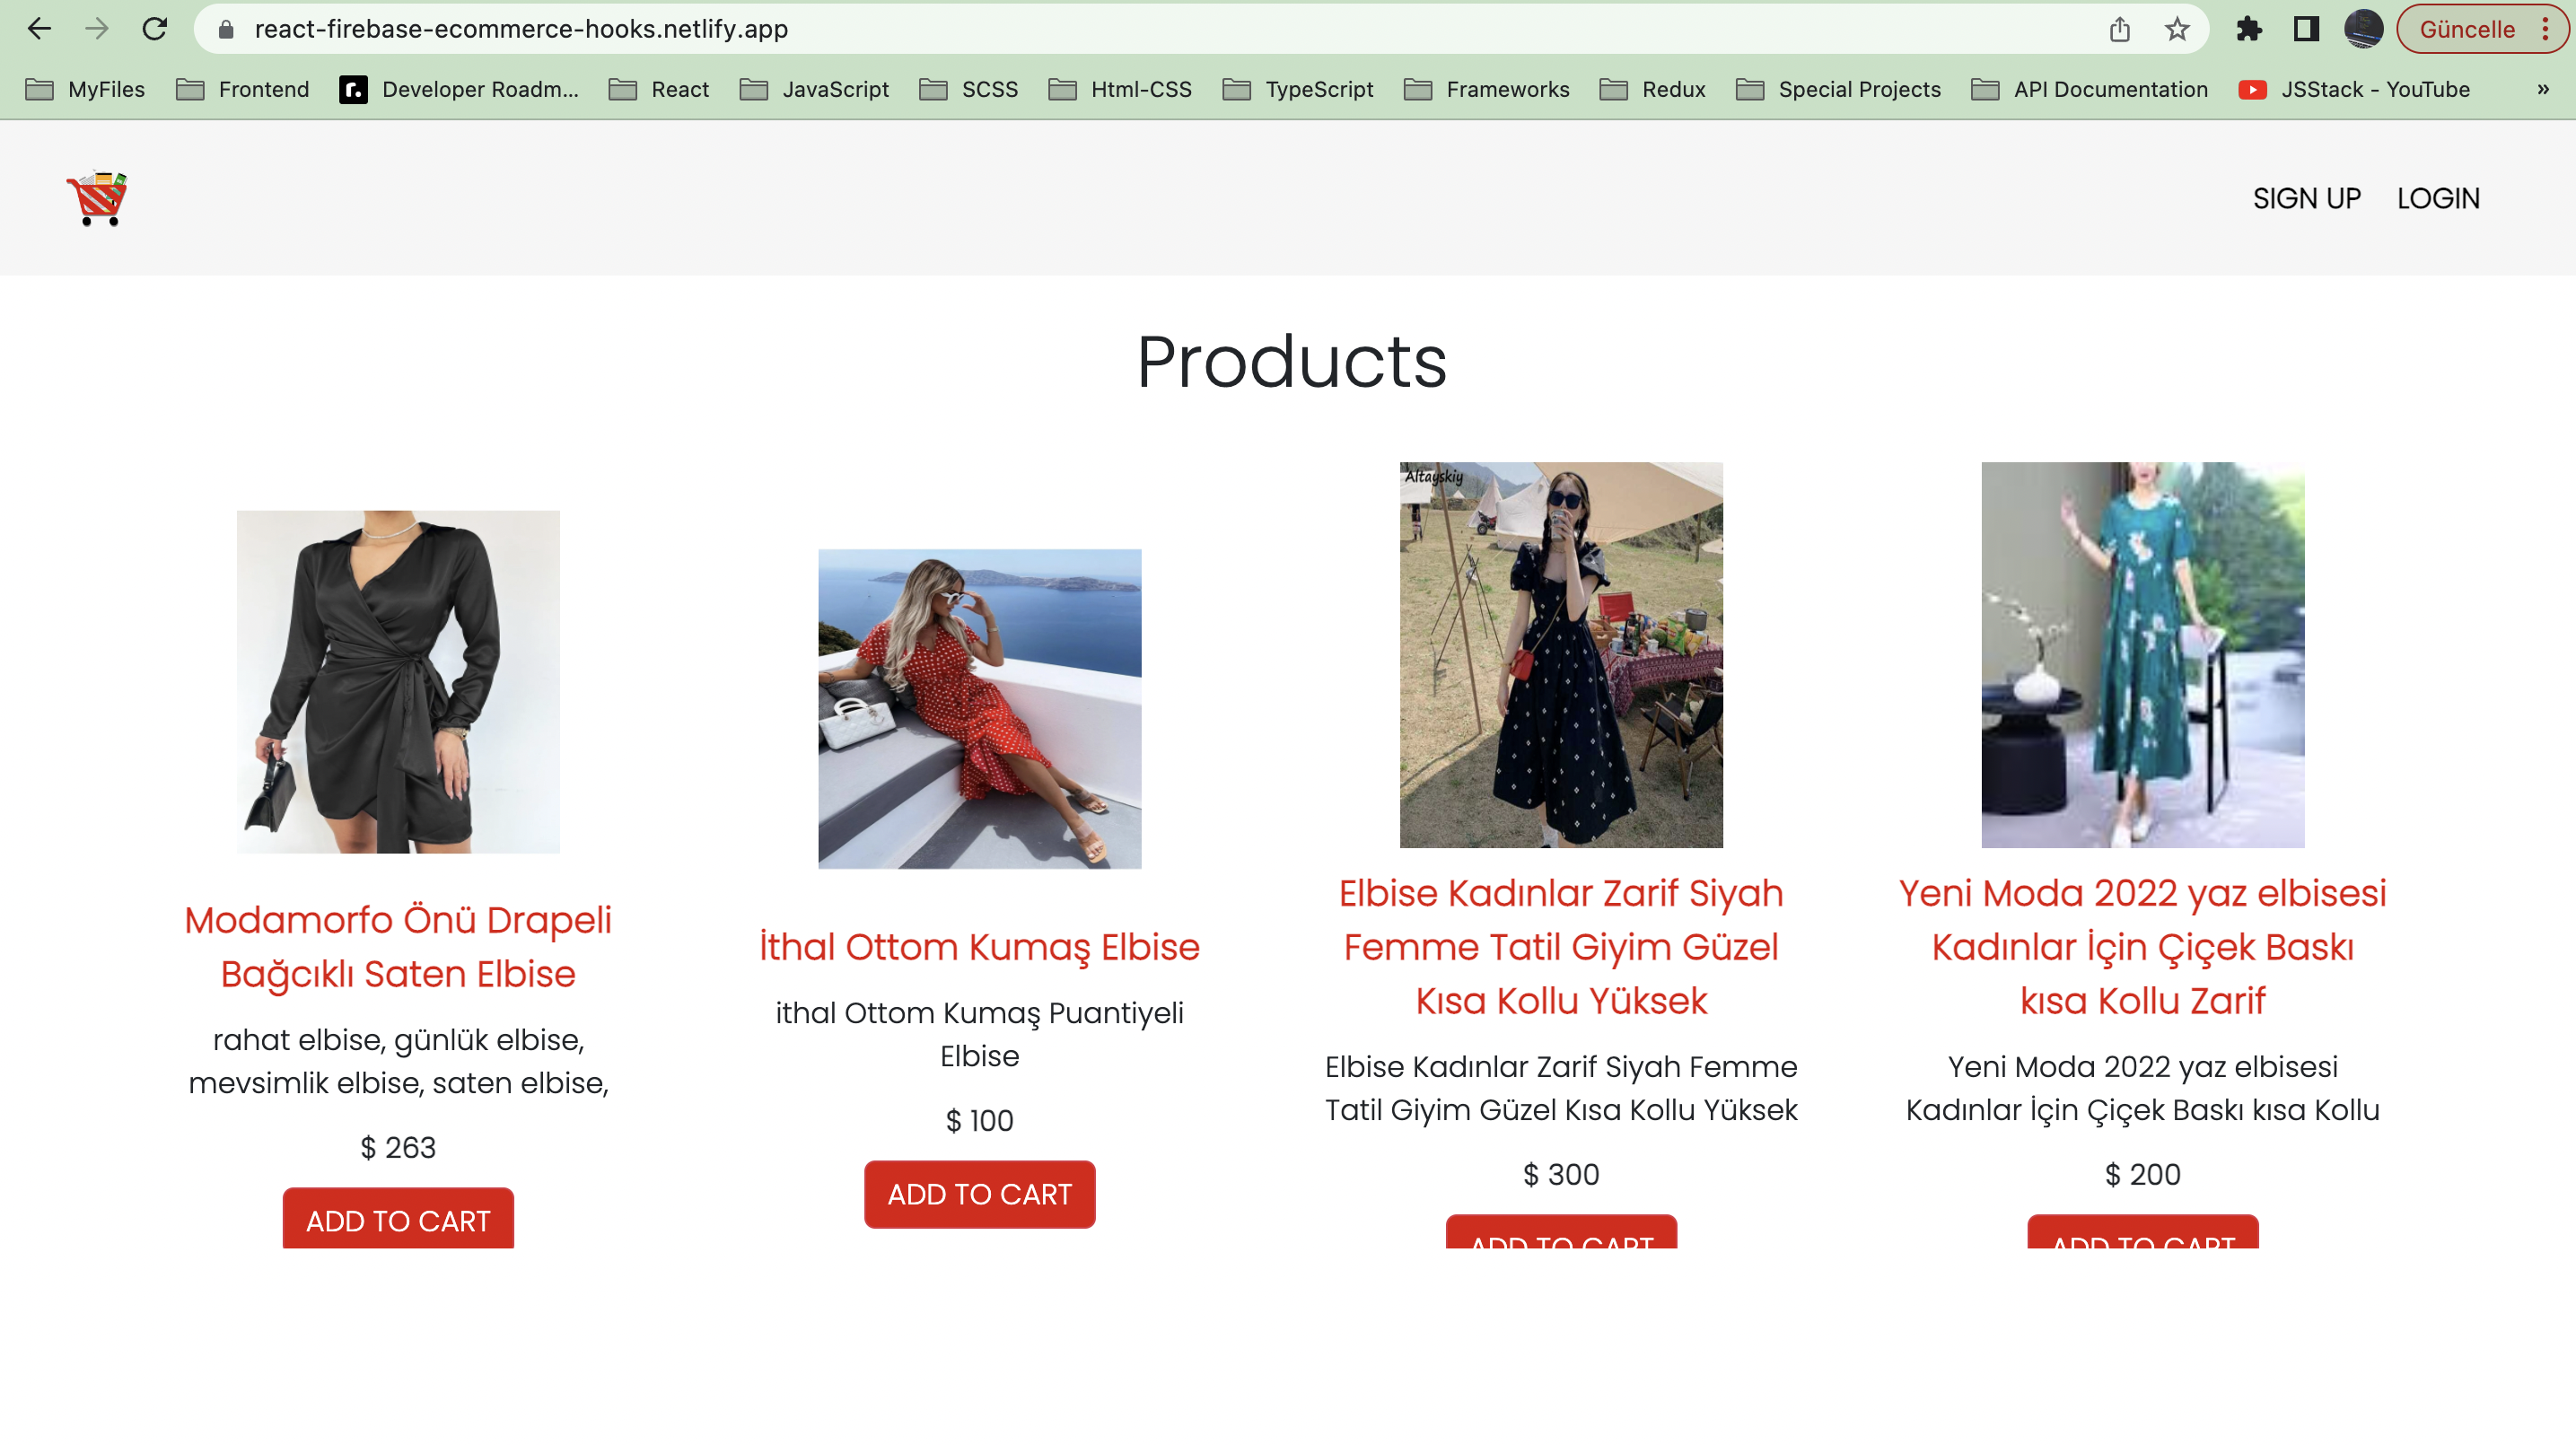 react-firebase-ecommerce-hooks.netlify.app
Güncelle
MyFiles
Frontend
r.
Developer Roadm...
React
JavaScript
SCSS
Html-CSS
TypeScript
Frameworks
Redux
Special Projects
API Documentation
JSStack - YouTube
»
SIGN UP
LOGIN
Products
Modamorfo Önü Drapeli
Bağcıklı Saten Elbise
rahat elbise, günlük elbise,
mevsimlik elbise, saten elbise,
$ 263
ADD TO CART
İthal Ottom Kumaş Elbise
ithal Ottom Kumaş Puantiyeli
Elbise
$ 100
ADD TO CART
Altayskiy
Elbise Kadınlar Zarif Siyah
Femme Tatil Giyim Güzel
Kısa Kollu Yüksek
Elbise Kadınlar Zarif Siyah Femme
Tatil Giyim Güzel Kısa Kollu Yüksek
$ 300
ADD TO CART
Yeni Moda 2022 yaz elbisesi
Kadınlar İçin Çiçek Baskı
kısa Kollu Zarif
Yeni Moda 2022 yaz elbisesi
Kadınlar İçin Çiçek Baskı kısa Kollu
$ 200
ADD TO CART